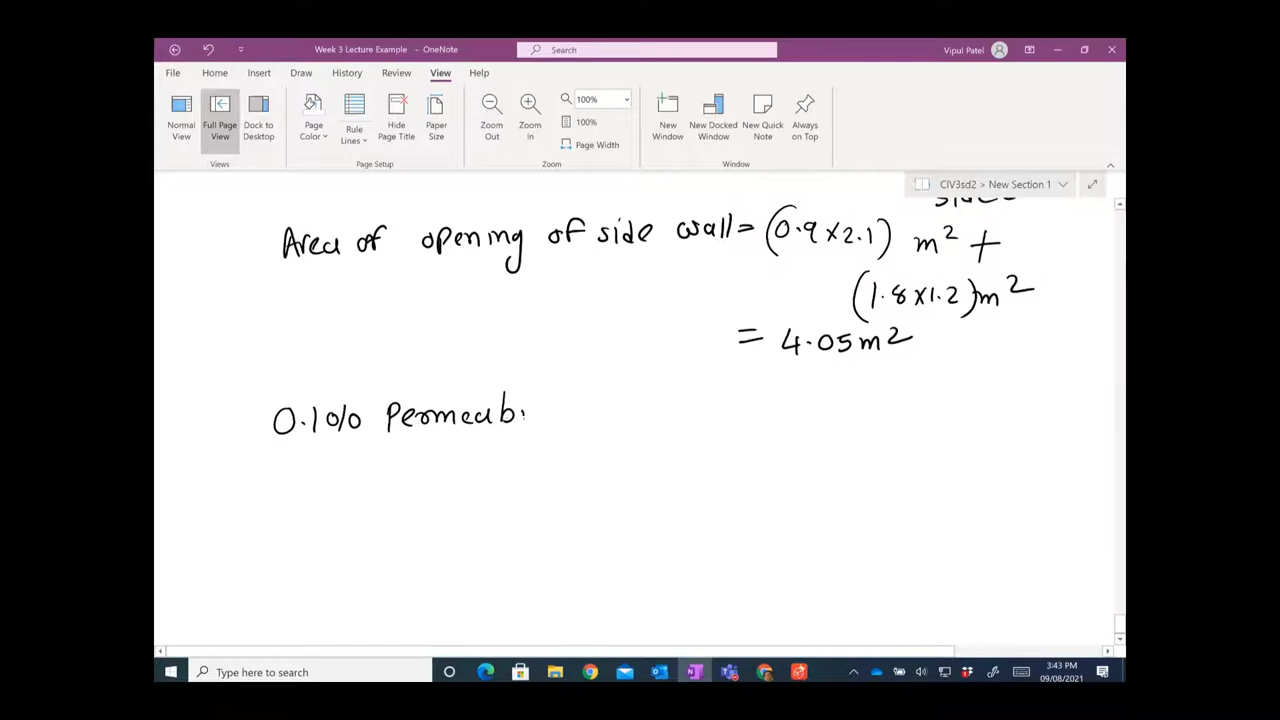 Week 3 Lecture Example - OneNote
Search
Vipul Patel
File Home Insert Draw History Review View Help
Normal View
Full Page View
Dock to Desktop
Views
Page Color
Rule Lines
Hide Page Title
Paper Size
Page Setup
Zoom Out
Zoom In
100%
100%
Page Width
Zoom
New Window
New Docked Window
New Quick Note
Always on Top
Window
CIV3sd2 > New Section 1
Area of opening of side wall = (0.9 x 2.1) m² +
(1.8 x 1.2) m²
= 4.05 m²
0.1% Permeab
Type here to search
3:43 PM
09/08/2021